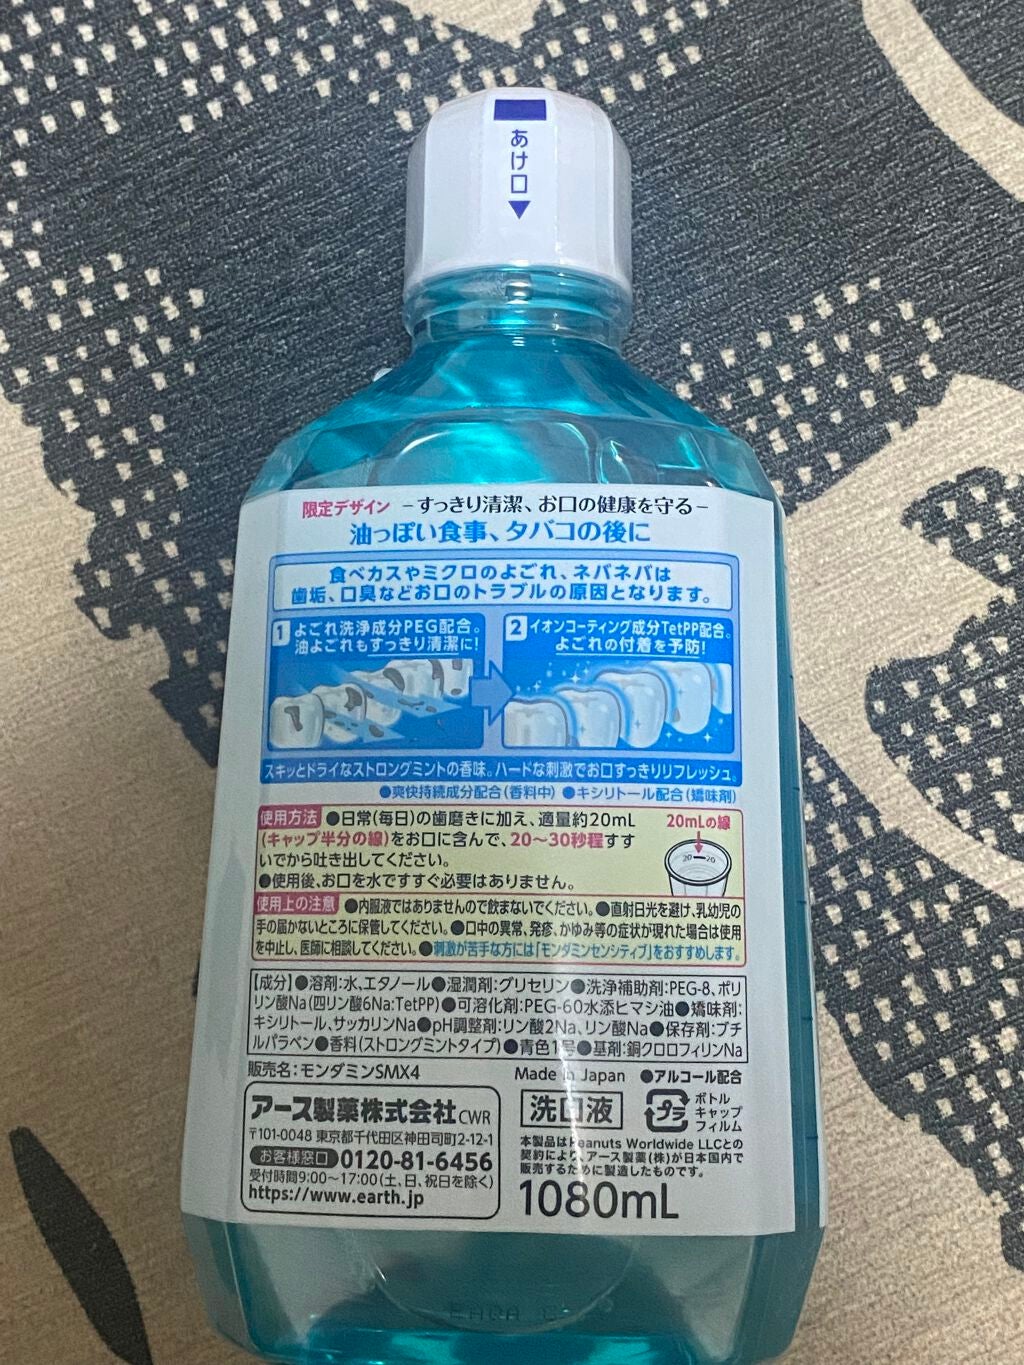 あけ口▼
限定デザイン −すっきり清潔、お口の健康を守る−
油っぽい食事、タバコの後に
食べカスやミクロのよごれ、ネバネバは
歯垢、口臭などお口のトラブルの原因となります。
1 よごれ洗浄成分PEG配合。
油よごれもすっきり清潔に!
2 イオンコーティング成分TetPP配合。
よごれの付着を予防!
スキッとドライなストロングミントの香味。ハードな刺激でお口すっきりリフレッシュ。
●爽快持続成分配合(香料中) ●キシリトール配合(矯味剤)
使用方法 ●日常(毎日)の歯磨きに加え、適量約20mL
(キャップ半分の線)をお口に含んで、20〜30秒程すす
いでから吐き出してください。
●使用後、お口を水ですすぐ必要はありません。
20mLの線
20 20
使用上の注意 ●内服液ではありませんので飲まないでください。●直射日光を避け、乳幼児の
手の届かないところに保管してください。●口中の異常、発疹、かゆみ等の症状が現れた場合は使用
を中止し、医師に相談してください。●刺激が苦手な方には「モンダミンセンシティブ」をおすすめします。
【成分】●溶剤:水、エタノール●湿潤剤:グリセリン●洗浄補助剤:PEG-8、ポリ
リン酸Na(四リン酸6Na:TetPP)●可溶化剤:PEG-60水添ヒマシ油●矯味剤:
キシリトール、サッカリンNa●pH調整剤:リン酸2Na、リン酸Na●保存剤:ブチ
ルパラベン●香料(ストロングミントタイプ)●青色1号●基剤:銅クロロフィリンNa
販売名:モンダミンSMX4
Made in Japan ●アルコール配合
アース製薬株式会社 CWR
〒101-0048 東京都千代田区神田司町2-12-1
お客様窓口 0120-81-6456
受付時間9:00〜17:00(土、日、祝日を除く)
https://www.earth.jp
洗口液
プラ
ボトル
キャップ
フィルム
本製品はPeanuts Worldwide LLCとの
契約により、アース製薬(株)が日本国内で
販売するために製造したものです。
1080mL